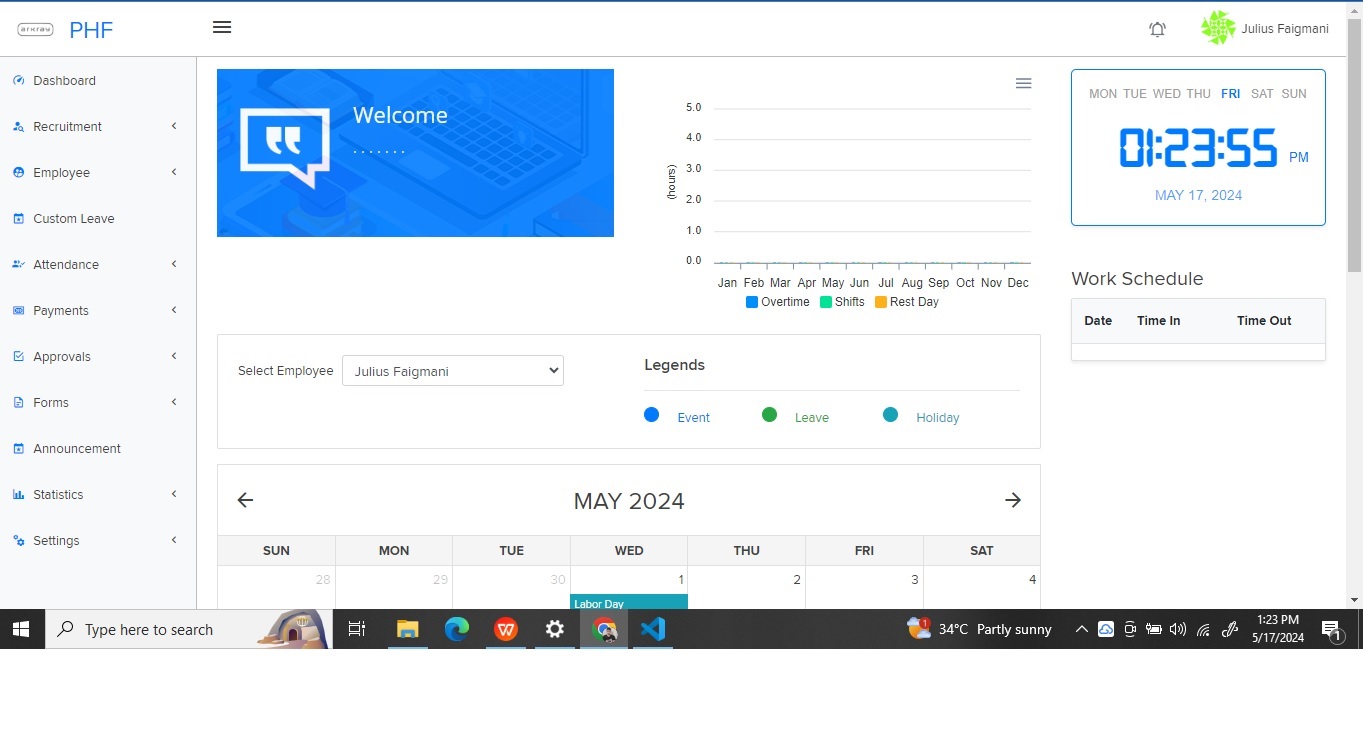 arkray PHF
Julius Faigmani
Dashboard
Recruitment
Employee
Custom Leave
Attendance
Payments
Approvals
Forms
Announcement
Statistics
Settings
Welcome
.......
5.0
4.0
3.0
2.0
1.0
0.0
(hours)
Jan Feb Mar Apr May Jun Jul Aug Sep Oct Nov Dec
Overtime Shifts Rest Day
MON TUE WED THU FRI SAT SUN
01:23:55 PM
MAY 17, 2024
Work Schedule
Date Time In Time Out
Select Employee Julius Faigmani
Legends
Event Leave Holiday
MAY 2024
SUN MON TUE WED THU FRI SAT
28 29 30 1 2 3 4
Labor Day
Type here to search
1
34°C Partly sunny
1:23 PM
5/17/2024
1